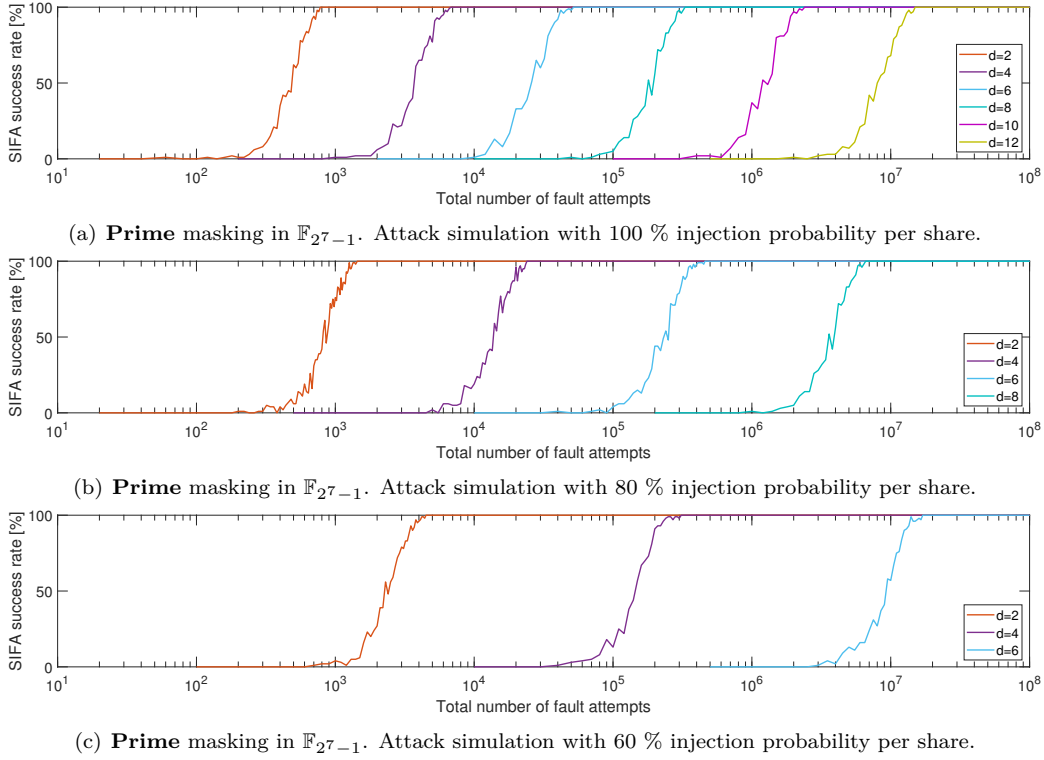 SIFA success rate [%]
100
50
0
10^1 10^2 10^3 10^4 10^5 10^6 10^7 10^8
Total number of fault attempts
d=2
d=4
d=6
d=8
d=10
d=12
(a) Prime masking in 𝔽_{2^7−1}. Attack simulation with 100 % injection probability per share.
SIFA success rate [%]
100
50
0
10^1 10^2 10^3 10^4 10^5 10^6 10^7 10^8
Total number of fault attempts
d=2
d=4
d=6
d=8
(b) Prime masking in 𝔽_{2^7−1}. Attack simulation with 80 % injection probability per share.
SIFA success rate [%]
100
50
0
10^1 10^2 10^3 10^4 10^5 10^6 10^7 10^8
Total number of fault attempts
d=2
d=4
d=6
(c) Prime masking in 𝔽_{2^7−1}. Attack simulation with 60 % injection probability per share.